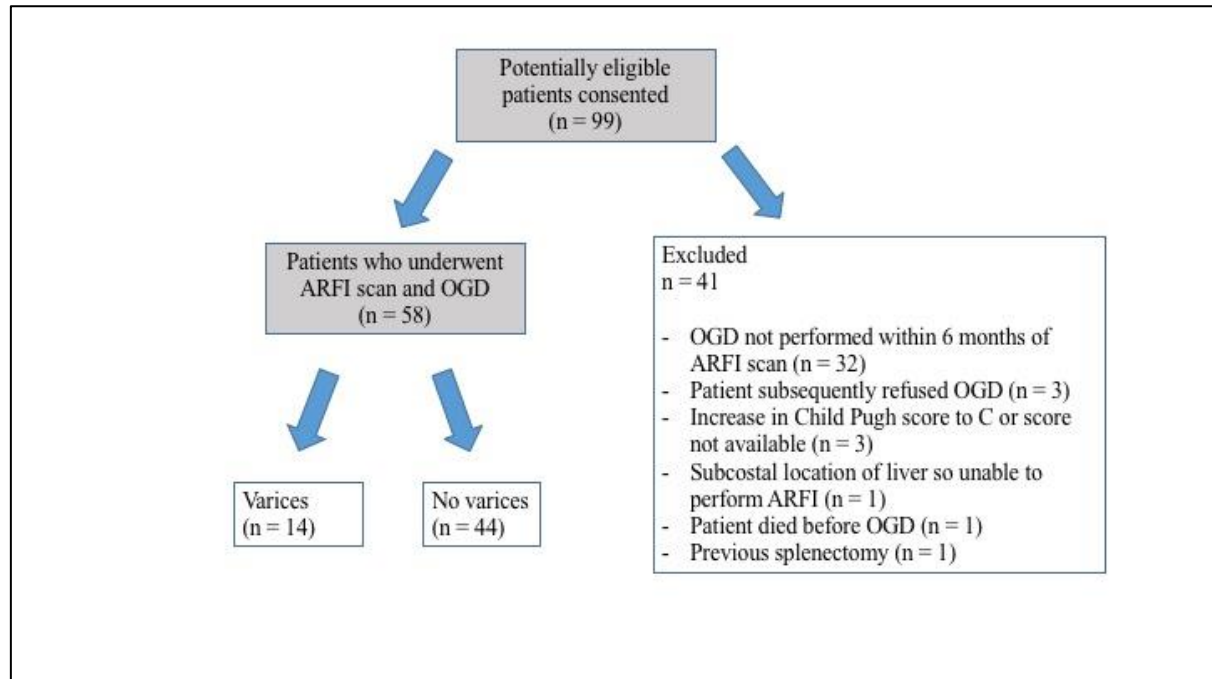 Potentially eligible
patients consented
(n = 99)
Patients who underwent
ARFI scan and OGD
(n = 58)
Excluded
n = 41
- OGD not performed within 6 months of
ARFI scan (n = 32)
- Patient subsequently refused OGD (n = 3)
- Increase in Child Pugh score to C or score
not available (n = 3)
- Subcostal location of liver so unable to
perform ARFI (n = 1)
- Patient died before OGD (n = 1)
- Previous splenectomy (n = 1)
Varices
(n = 14)
No varices
(n = 44)